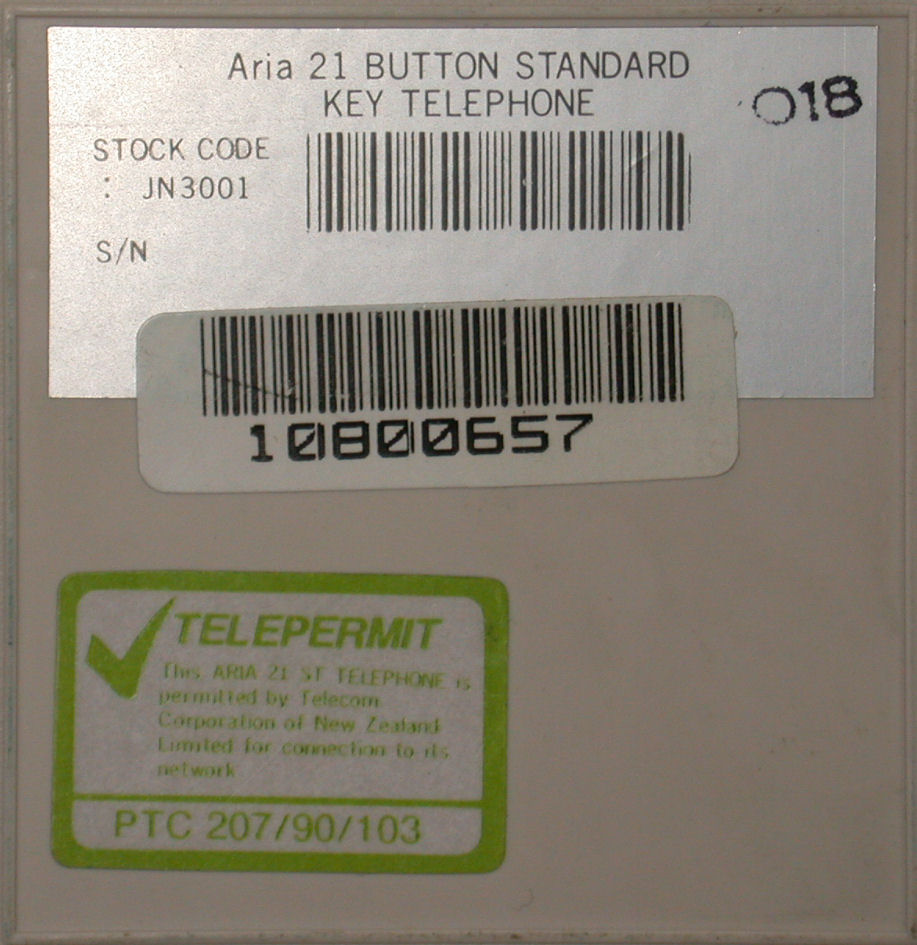 Aria 21 BUTTON STANDARD
KEY TELEPHONE
018
STOCK CODE
: JN3001
S/N
10800657
TELEPERMIT
This ARIA 21 ST TELEPHONE is
permitted by Telecom
Corporation of New Zealand
Limited for connection to its
network
PTC 207/90/103